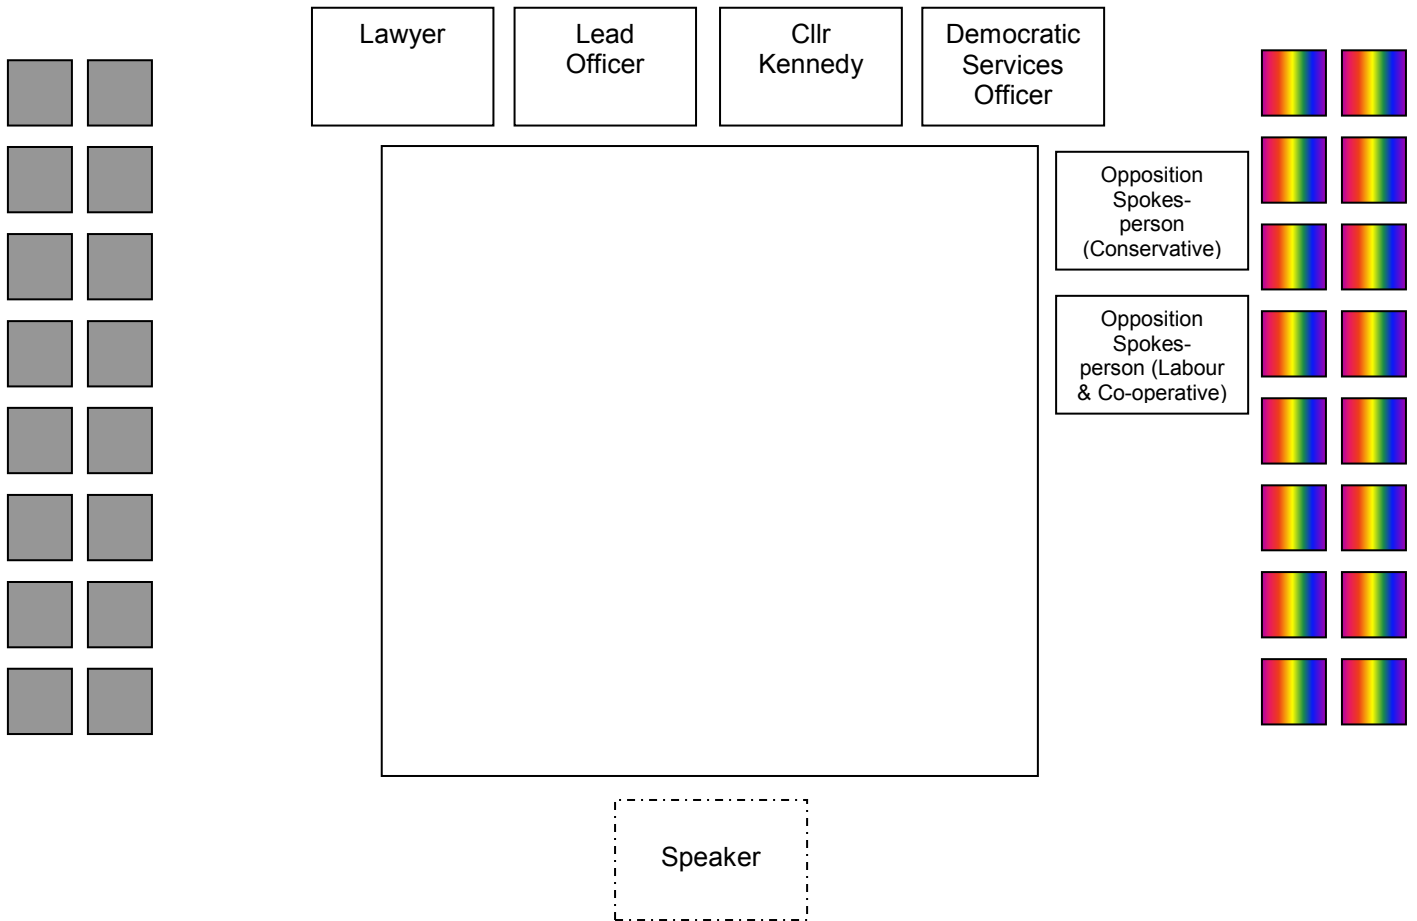 Lawyer
Lead
Officer
Cllr
Kennedy
Democratic
Services
Officer
Opposition
Spokes-
person
(Conservative)
Opposition
Spokes-
person (Labour
& Co-operative)
Speaker